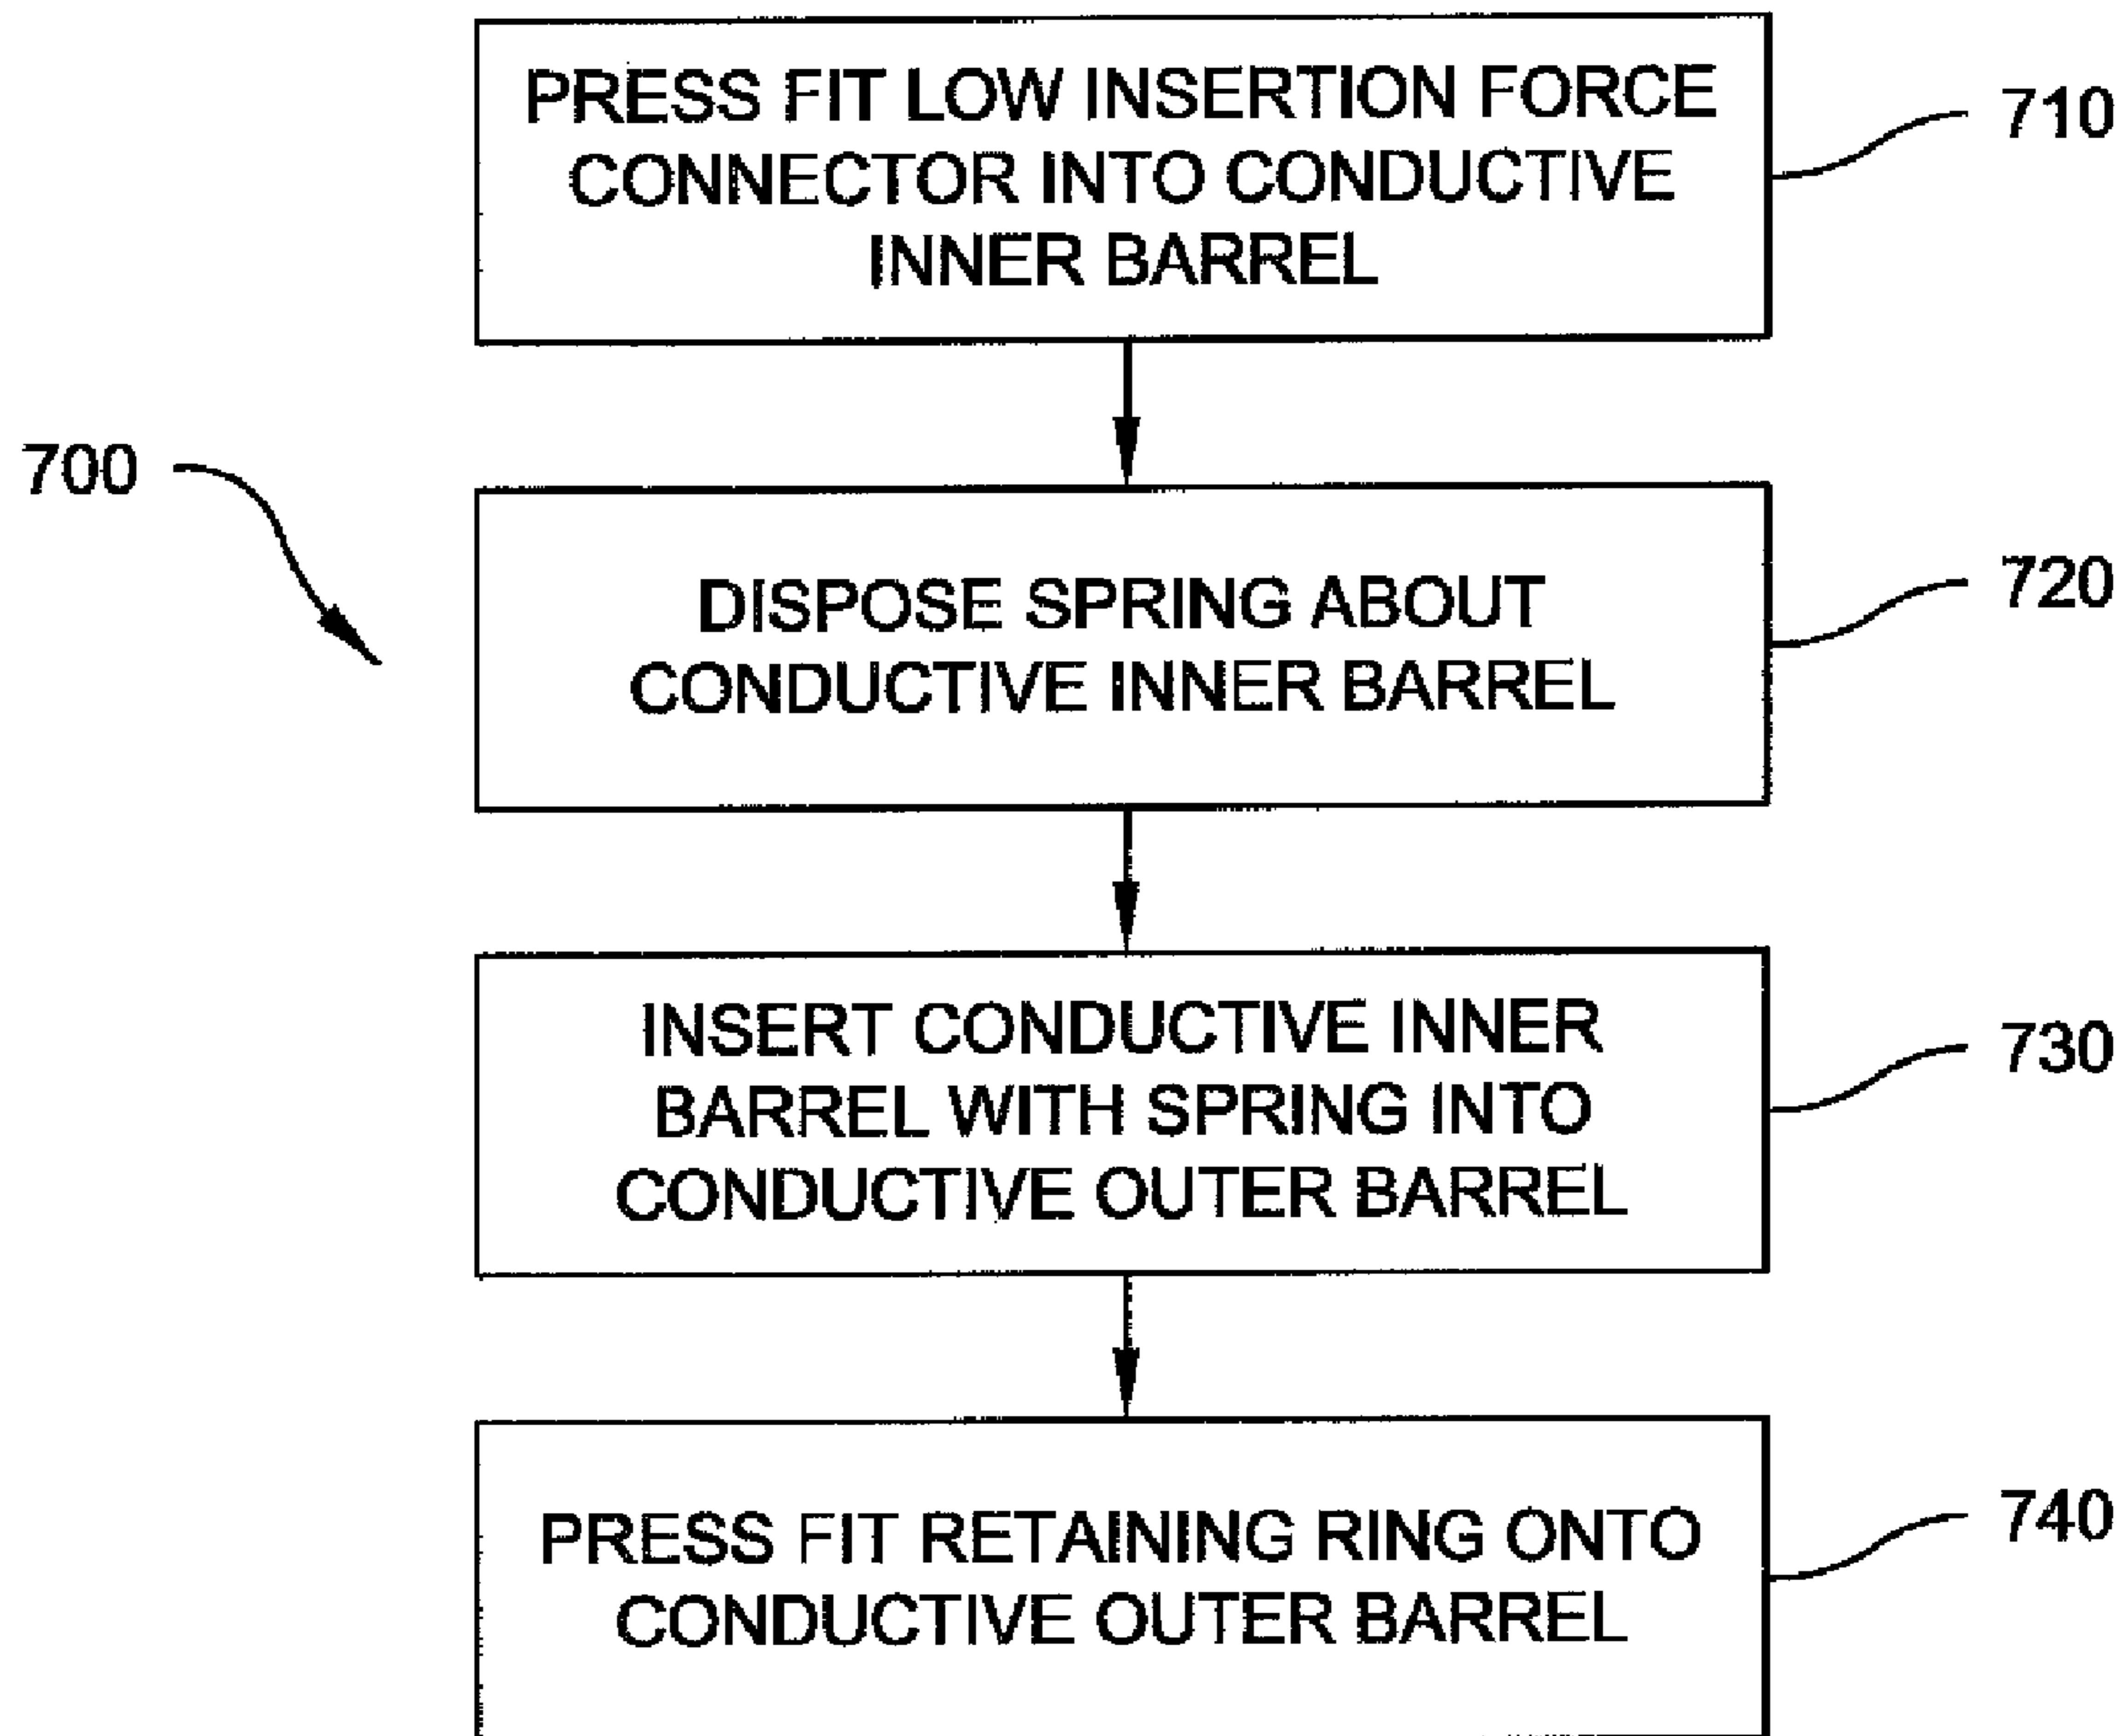 PRESS FIT LOW INSERTION FORCE
CONNECTOR INTO CONDUCTIVE
INNER BARREL
710
700
DISPOSE SPRING ABOUT
CONDUCTIVE INNER BARREL
720
INSERT CONDUCTIVE INNER
BARREL WITH SPRING INTO
CONDUCTIVE OUTER BARREL
730
PRESS FIT RETAINING RING ONTO
CONDUCTIVE OUTER BARREL
740